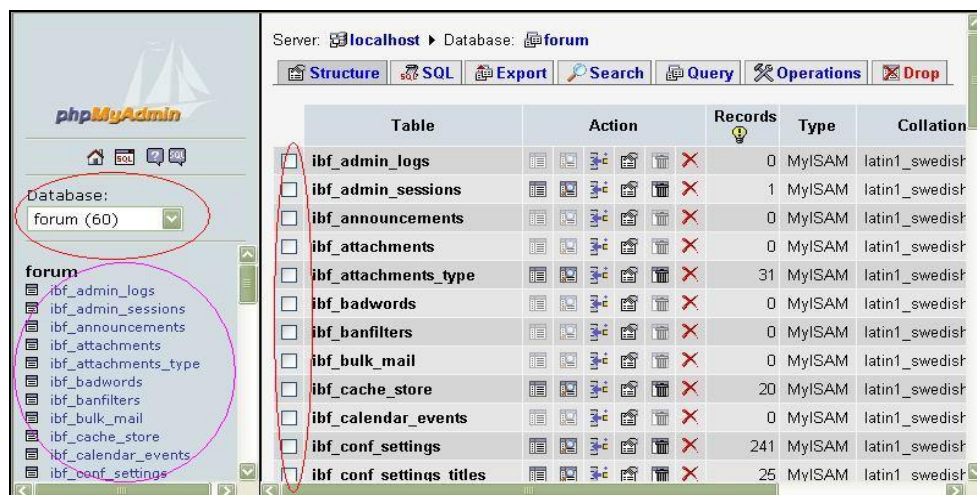 phpMyAdmin
SQL
SQL
Database:
forum (60)
forum
ibf_admin_logs
ibf_admin_sessions
ibf_announcements
ibf_attachments
ibf_attachments_type
ibf_badwords
ibf_banfilters
ibf_bulk_mail
ibf_cache_store
ibf_calendar_events
ibf_conf_settings
Server: localhost ▸ Database: forum
Structure SQL Export Search Query Operations Drop
Table Action Records Type Collation
ibf_admin_logs 0 MyISAM latin1_swedish
ibf_admin_sessions 1 MyISAM latin1_swedish
ibf_announcements 0 MyISAM latin1_swedish
ibf_attachments 0 MyISAM latin1_swedish
ibf_attachments_type 31 MyISAM latin1_swedish
ibf_badwords 0 MyISAM latin1_swedish
ibf_banfilters 0 MyISAM latin1_swedish
ibf_bulk_mail 0 MyISAM latin1_swedish
ibf_cache_store 20 MyISAM latin1_swedish
ibf_calendar_events 0 MyISAM latin1_swedish
ibf_conf_settings 241 MyISAM latin1_swedish
ibf_conf_settings_titles 25 MyISAM latin1_swedish